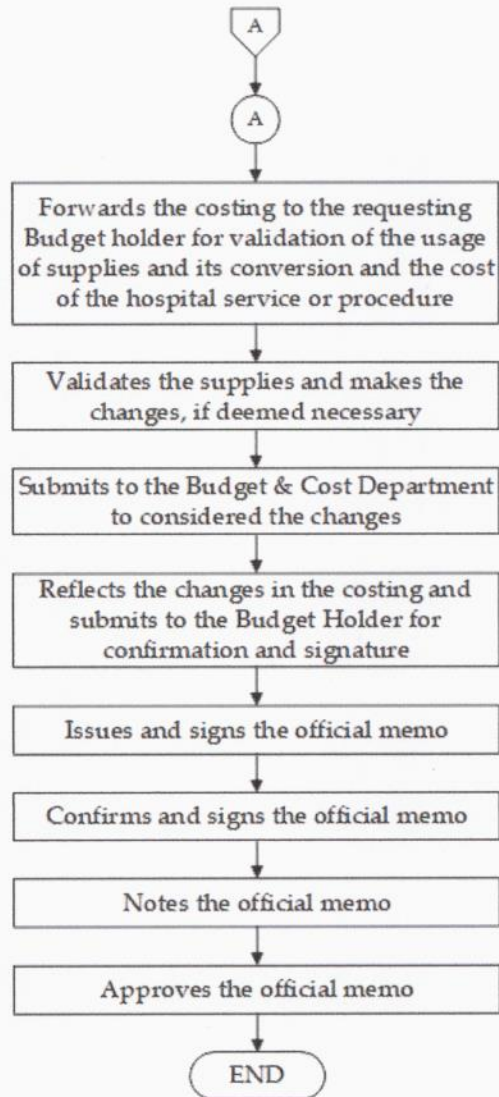 A
A
Forwards the costing to the requesting
Budget holder for validation of the usage
of supplies and its conversion and the cost
of the hospital service or procedure
Validates the supplies and makes the
changes, if deemed necessary
Submits to the Budget & Cost Department
to considered the changes
Reflects the changes in the costing and
submits to the Budget Holder for
confirmation and signature
Issues and signs the official memo
Confirms and signs the official memo
Notes the official memo
Approves the official memo
END